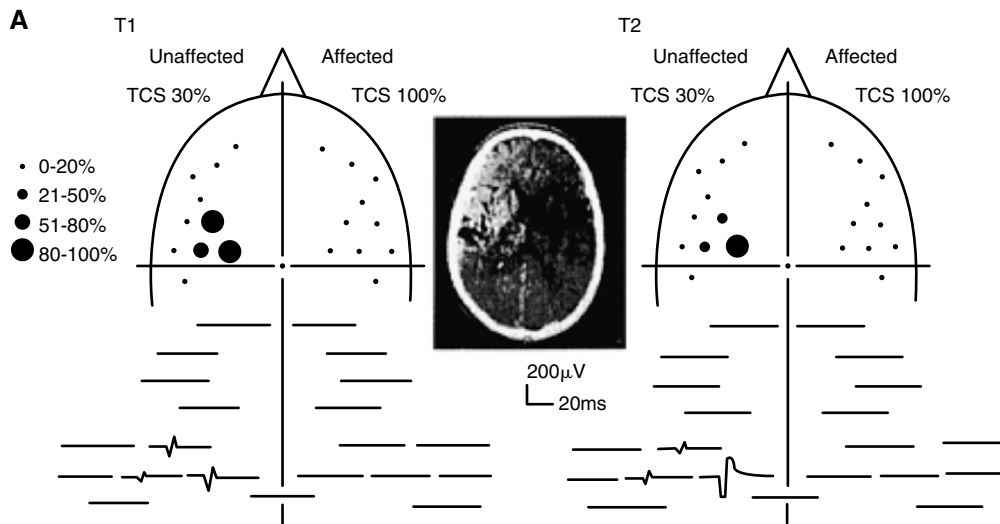 A
T1
Unaffected Affected
TCS 30% TCS 100%
0-20%
21-50%
51-80%
80-100%
200µV
20ms
T2
Unaffected Affected
TCS 30% TCS 100%